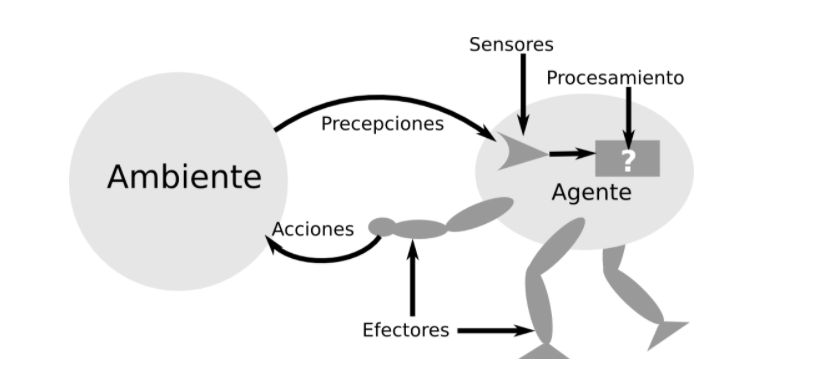 Sensores
Procesamiento
Precepciones
?
Ambiente
Agente
Acciones
Efectores